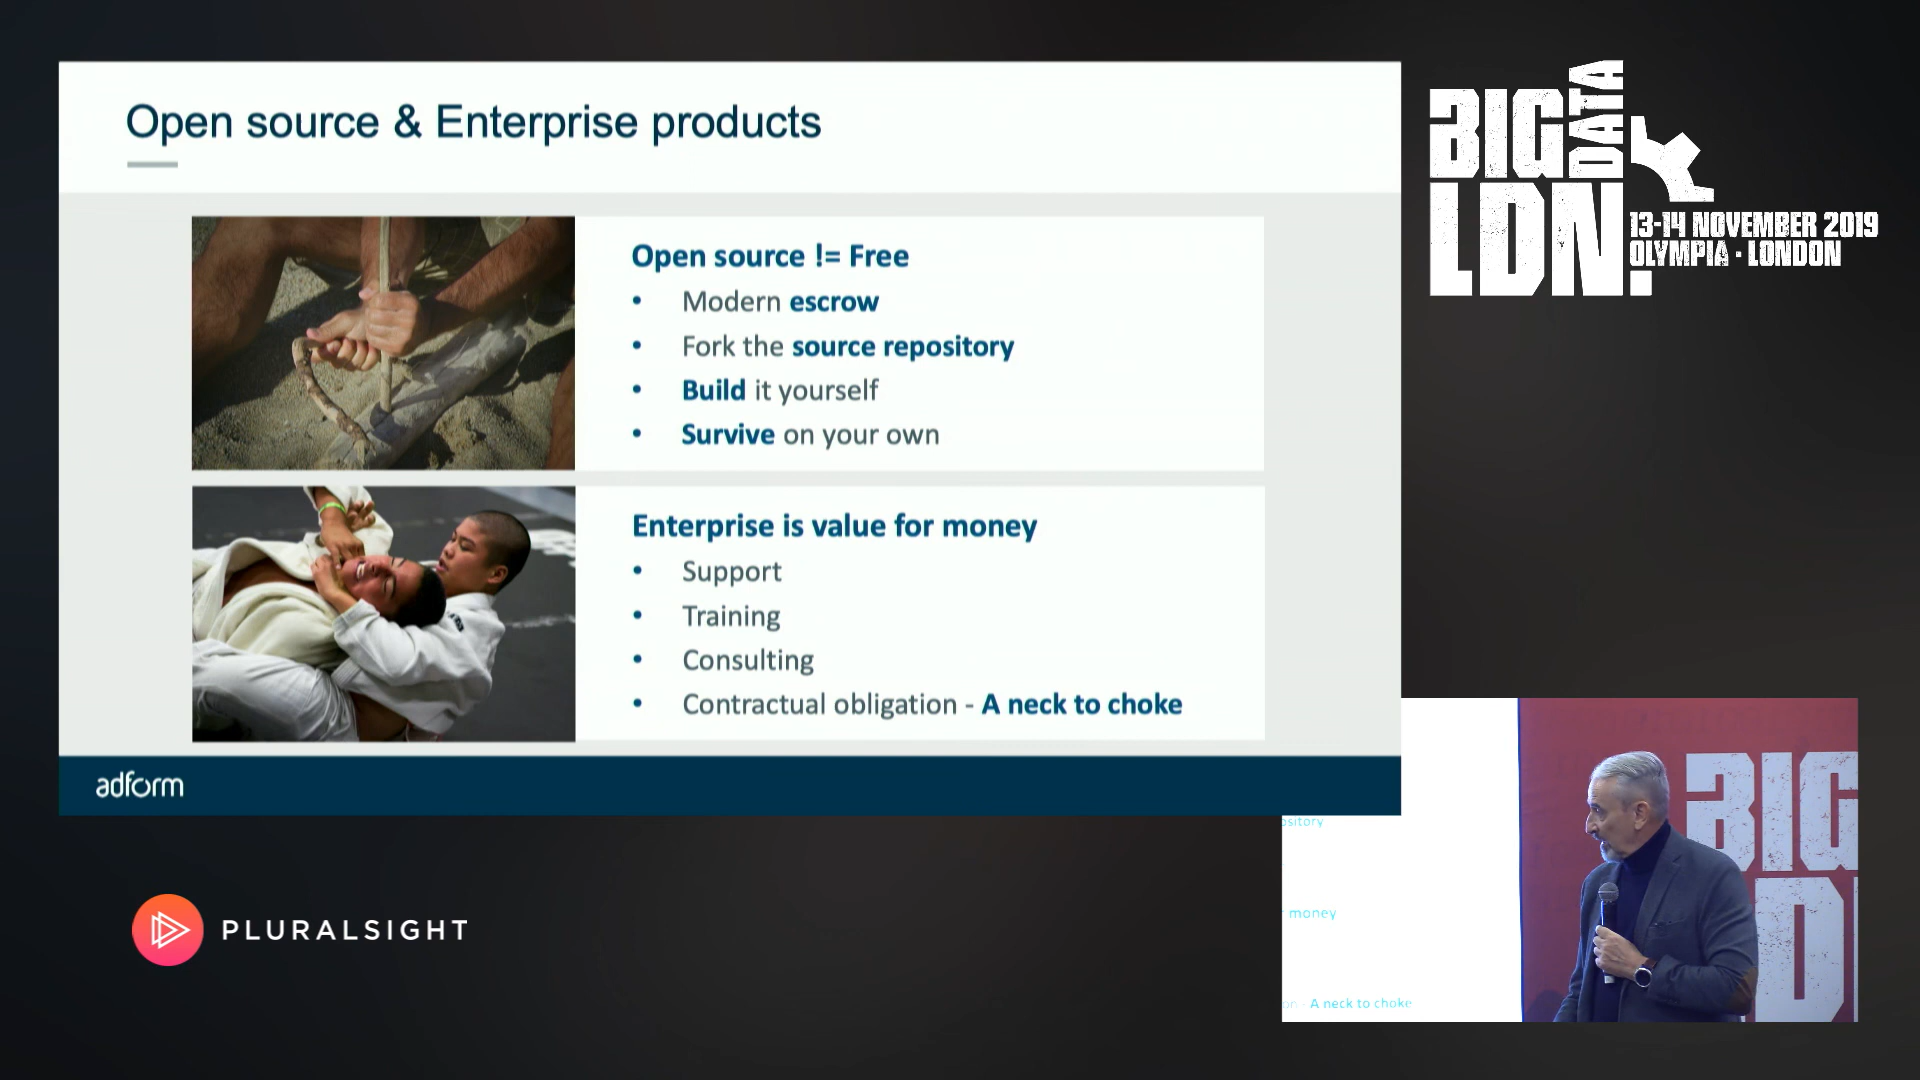 Open source & Enterprise products
Open source != Free
• Modern escrow
• Fork the source repository
• Build it yourself
• Survive on your own
Enterprise is value for money
• Support
• Training
• Consulting
• Contractual obligation - A neck to choke
adform
BIG DATA
LDN.
13-14 NOVEMBER 2019
OLYMPIA · LONDON
PLURALSIGHT
money
A neck to choke
BIG